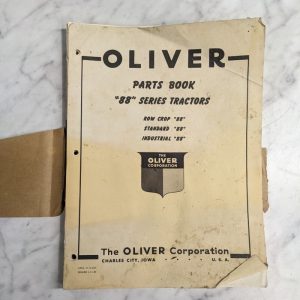 OLIVER
PARTS BOOK
"88" SERIES TRACTORS
ROW CROP "88"
STANDARD "88"
INDUSTRIAL "88"
THE
OLIVER
CORPORATION
The OLIVER Corporation
CHARLES CITY, IOWA . . . . . U. S. A.